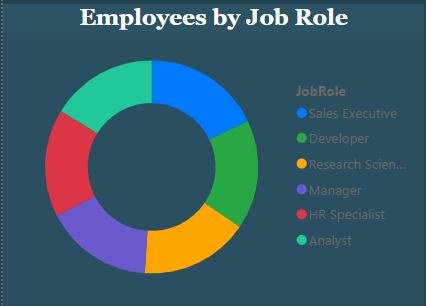 Employees by Job Role
JobRole
Sales Executive
Developer
Research Scien...
Manager
HR Specialist
Analyst